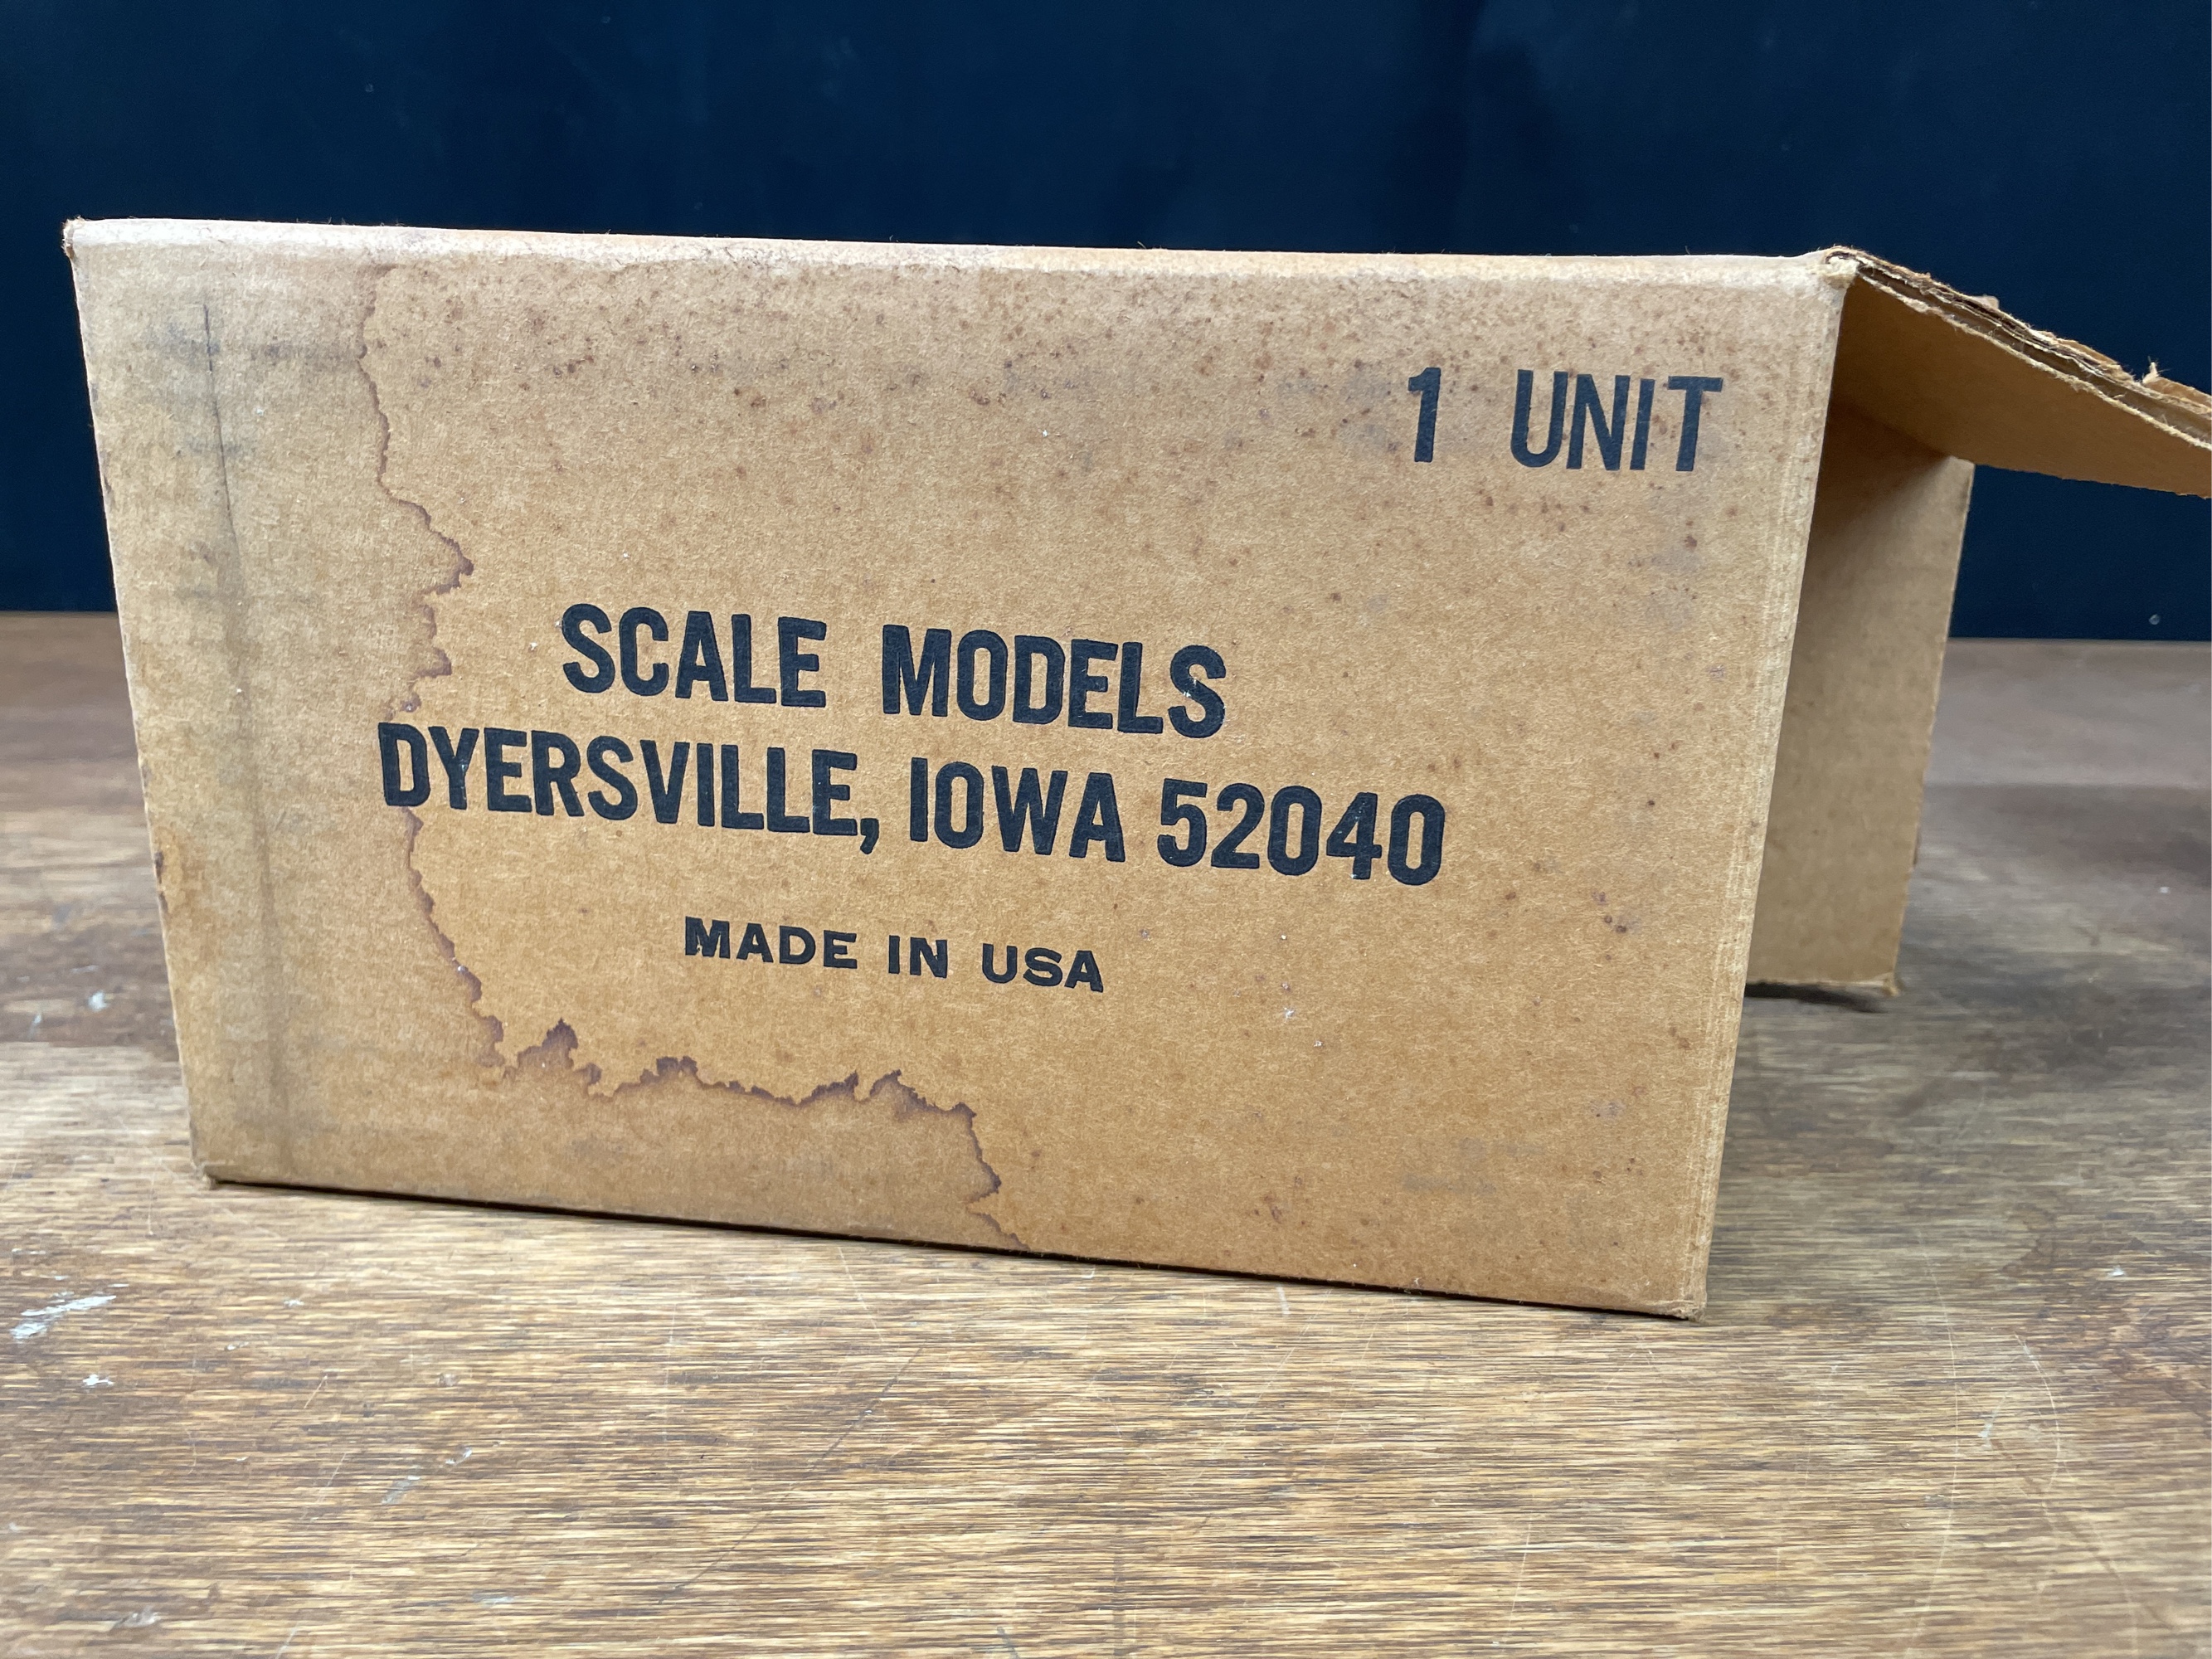 1 UNIT
SCALE MODELS
DYERSVILLE, IOWA 52040
MADE IN USA